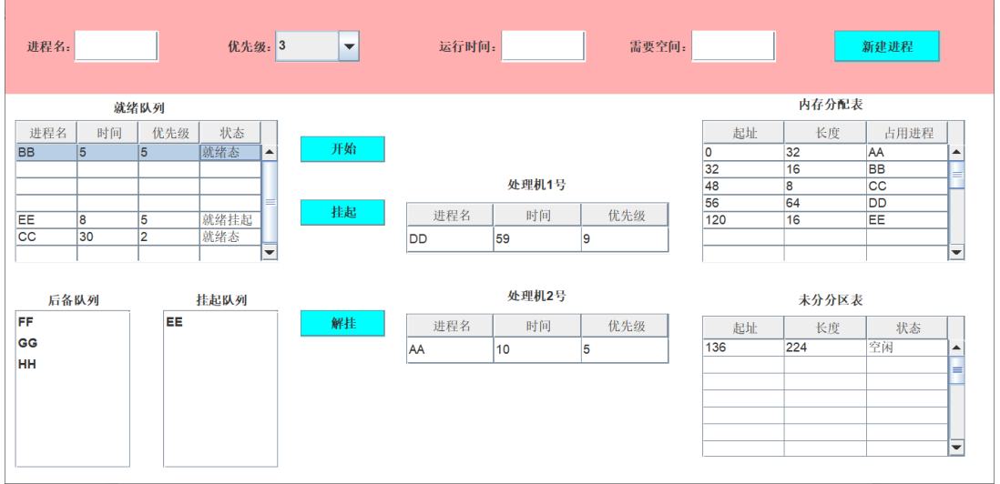 进程名： 优先级： 3 运行时间： 需要空间： 新建进程
就绪队列
进程名 时间 优先级 状态
BB 5 5 就绪态
EE 8 5 就绪挂起
CC 30 2 就绪态
开始
挂起
解挂
处理机1号
进程名 时间 优先级
DD 59 9
处理机2号
进程名 时间 优先级
AA 10 5
内存分配表
起址 长度 占用进程
0 32 AA
32 16 BB
48 8 CC
56 64 DD
120 16 EE
后备队列
FF
GG
HH
挂起队列
EE
未分分区表
起址 长度 状态
136 224 空闲